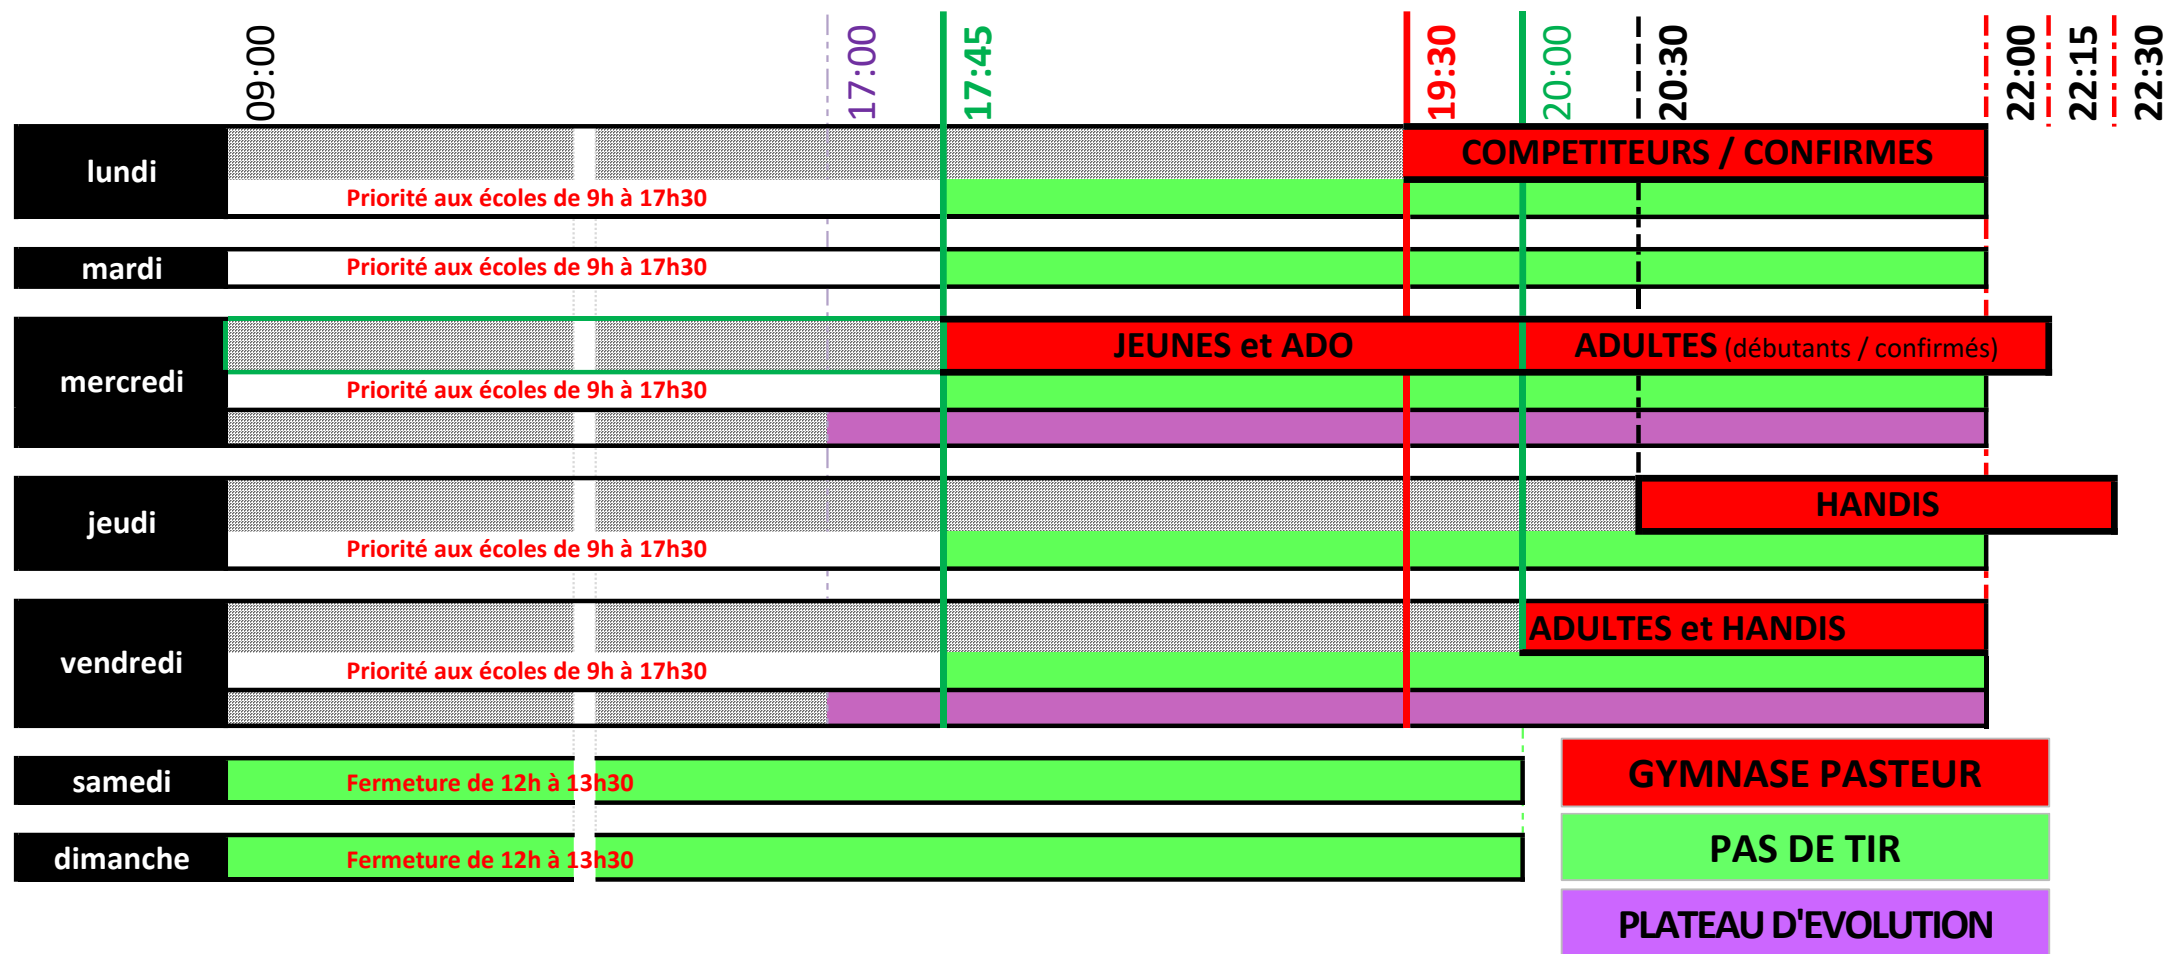 09:00
17:00
17:45
19:30
20:00
20:30
22:00
22:15
22:30
lundi
COMPETITEURS / CONFIRMES
Priorité aux écoles de 9h à 17h30
mardi
Priorité aux écoles de 9h à 17h30
mercredi
JEUNES et ADO
ADULTES (débutants / confirmés)
Priorité aux écoles de 9h à 17h30
jeudi
HANDIS
Priorité aux écoles de 9h à 17h30
vendredi
ADULTES et HANDIS
Priorité aux écoles de 9h à 17h30
samedi
Fermeture de 12h à 13h30
dimanche
Fermeture de 12h à 13h30
GYMNASE PASTEUR
PAS DE TIR
PLATEAU D'EVOLUTION